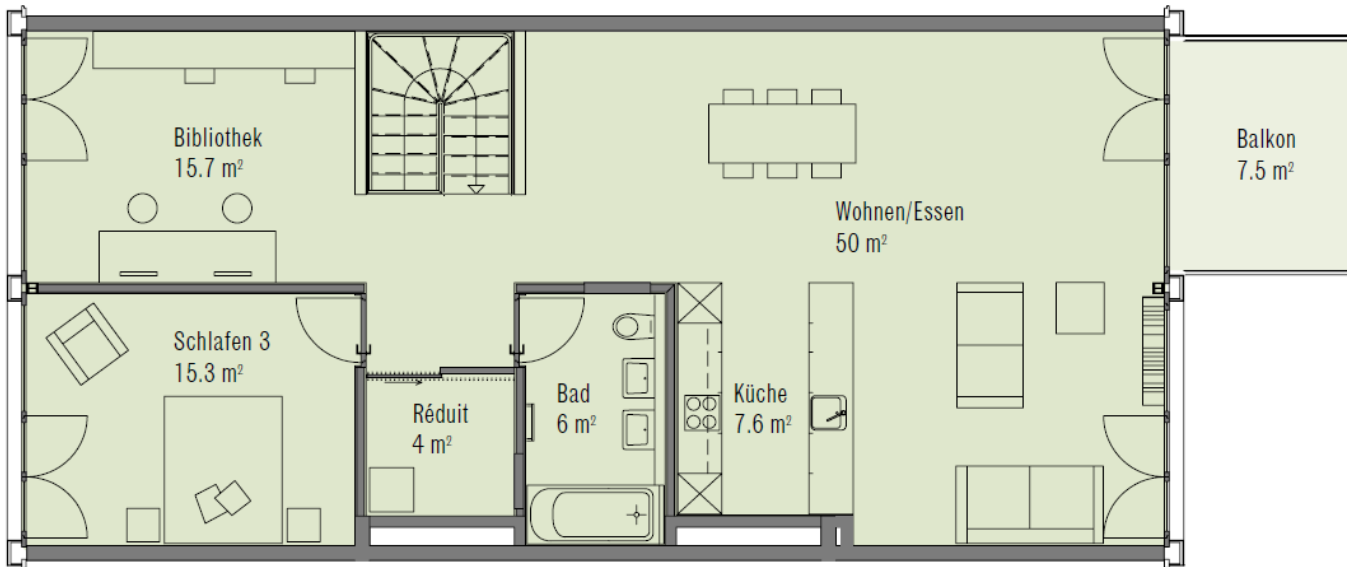 Bibliothek
15.7 m²
Balkon
7.5 m²
Wohnen/Essen
50 m²
Schlafen 3
15.3 m²
Réduit
4 m²
Bad
6 m²
Küche
7.6 m²